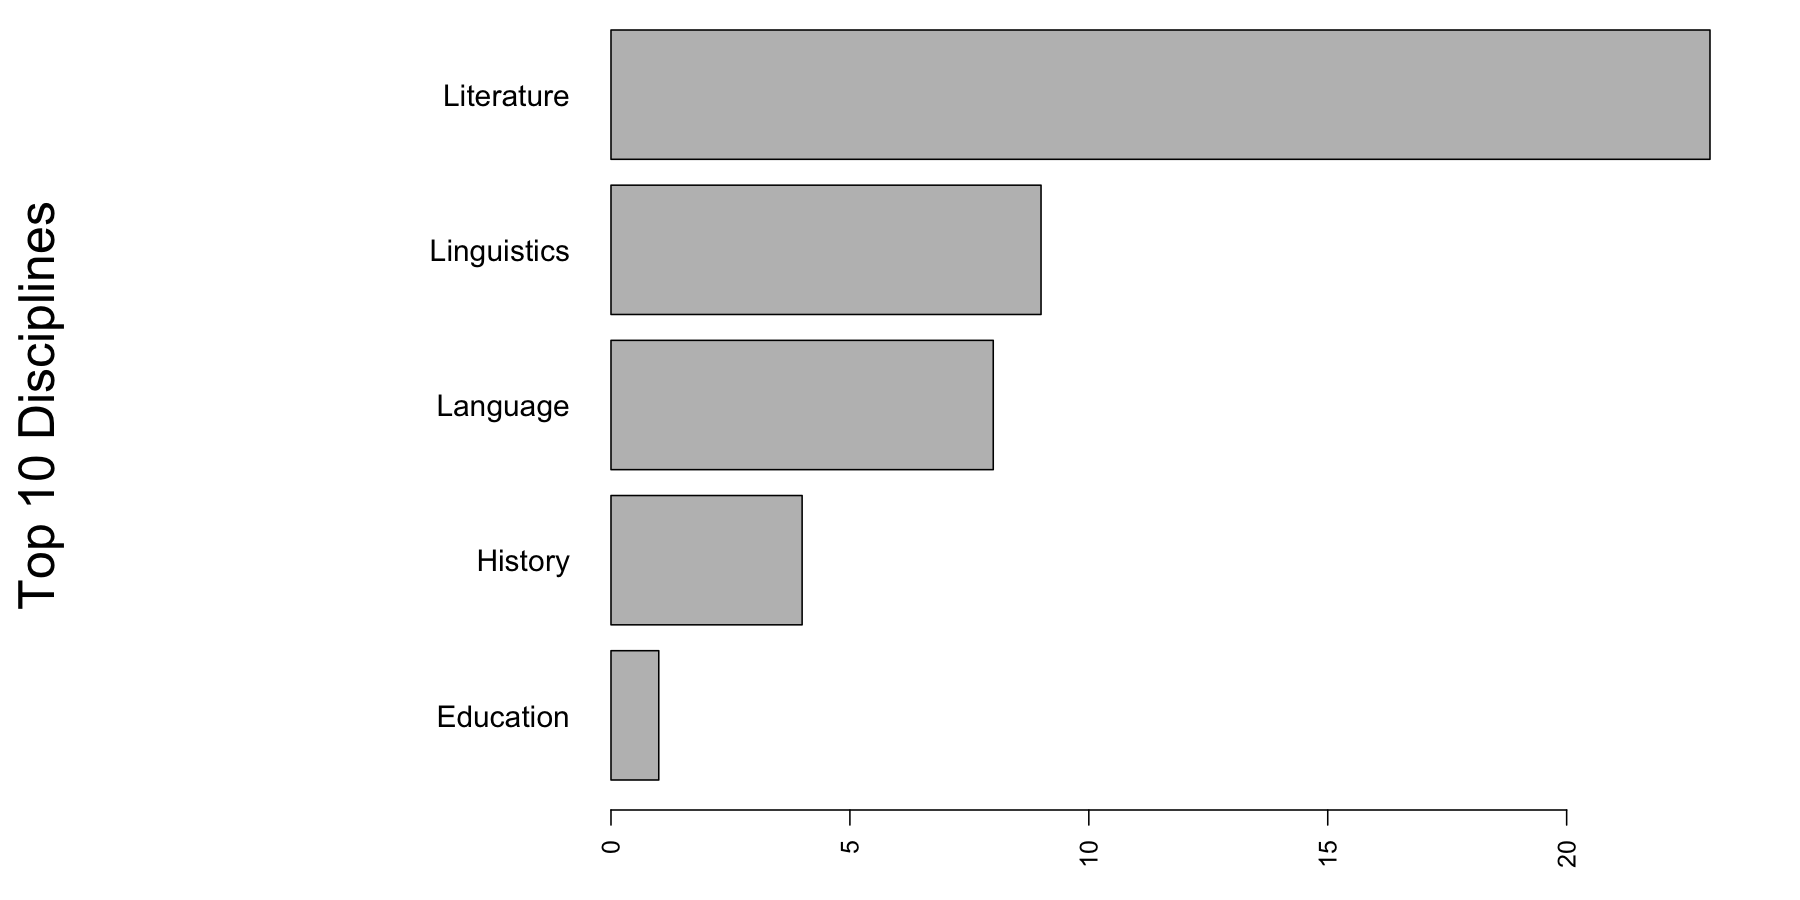 Top 10 Disciplines
Literature
Linguistics
Language
History
Education
0 5 10 15 20